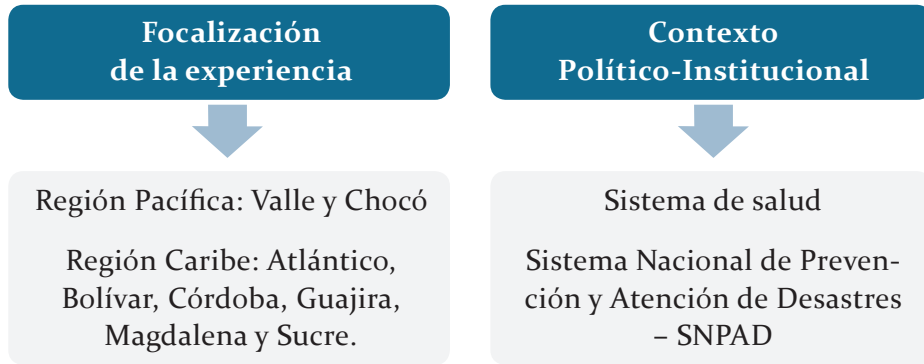 Focalización
de la experiencia
Región Pacífica: Valle y Chocó
Región Caribe: Atlántico,
Bolívar, Córdoba, Guajira,
Magdalena y Sucre.
Contexto
Político-Institucional
Sistema de salud
Sistema Nacional de Preven-
ción y Atención de Desastres
– SNPAD